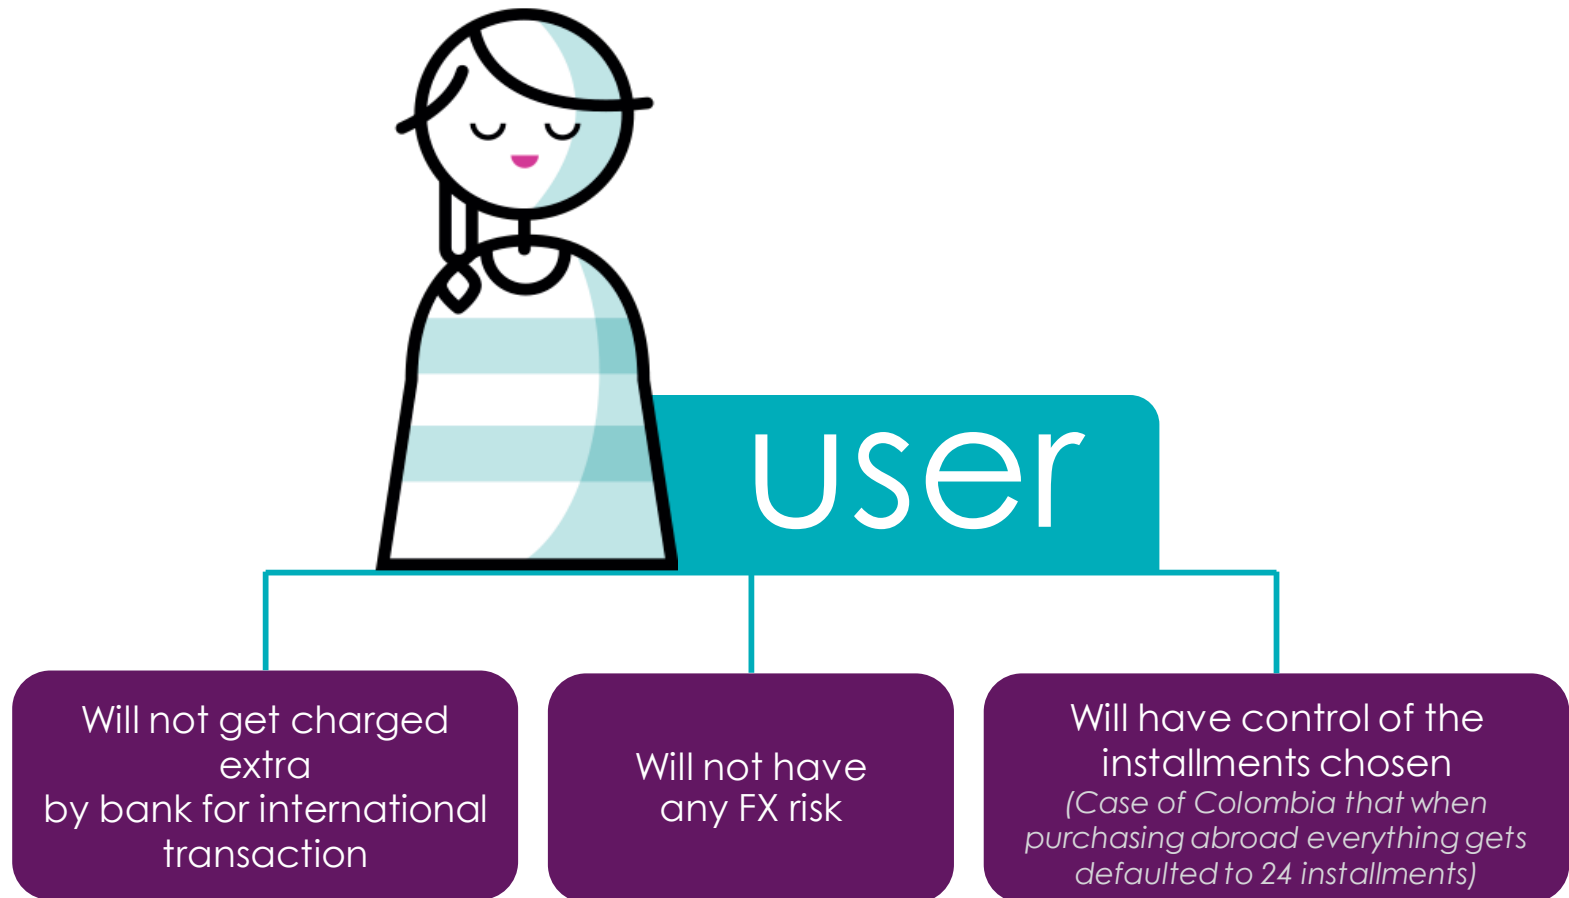 user
Will not get charged
extra
by bank for international
transaction
Will not have
any FX risk
Will have control of the
installments chosen
(Case of Colombia that when
purchasing abroad everything gets
defaulted to 24 installments)